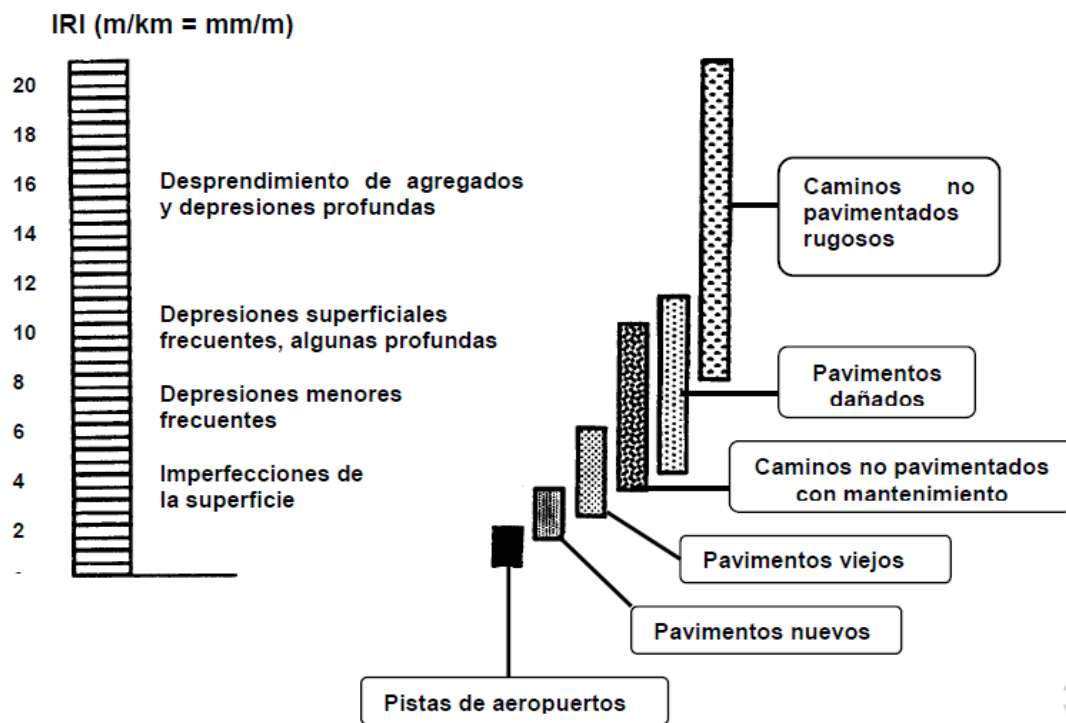 IRI (m/km = mm/m)
20
18
16
14
12
10
8
6
4
2
-
Desprendimiento de agregados
y depresiones profundas
Depresiones superficiales
frecuentes, algunas profundas
Depresiones menores
frecuentes
Imperfecciones de
la superficie
Caminos no
pavimentados
rugosos
Pavimentos
dañados
Caminos no pavimentados
con mantenimiento
Pavimentos viejos
Pavimentos nuevos
Pistas de aeropuertos